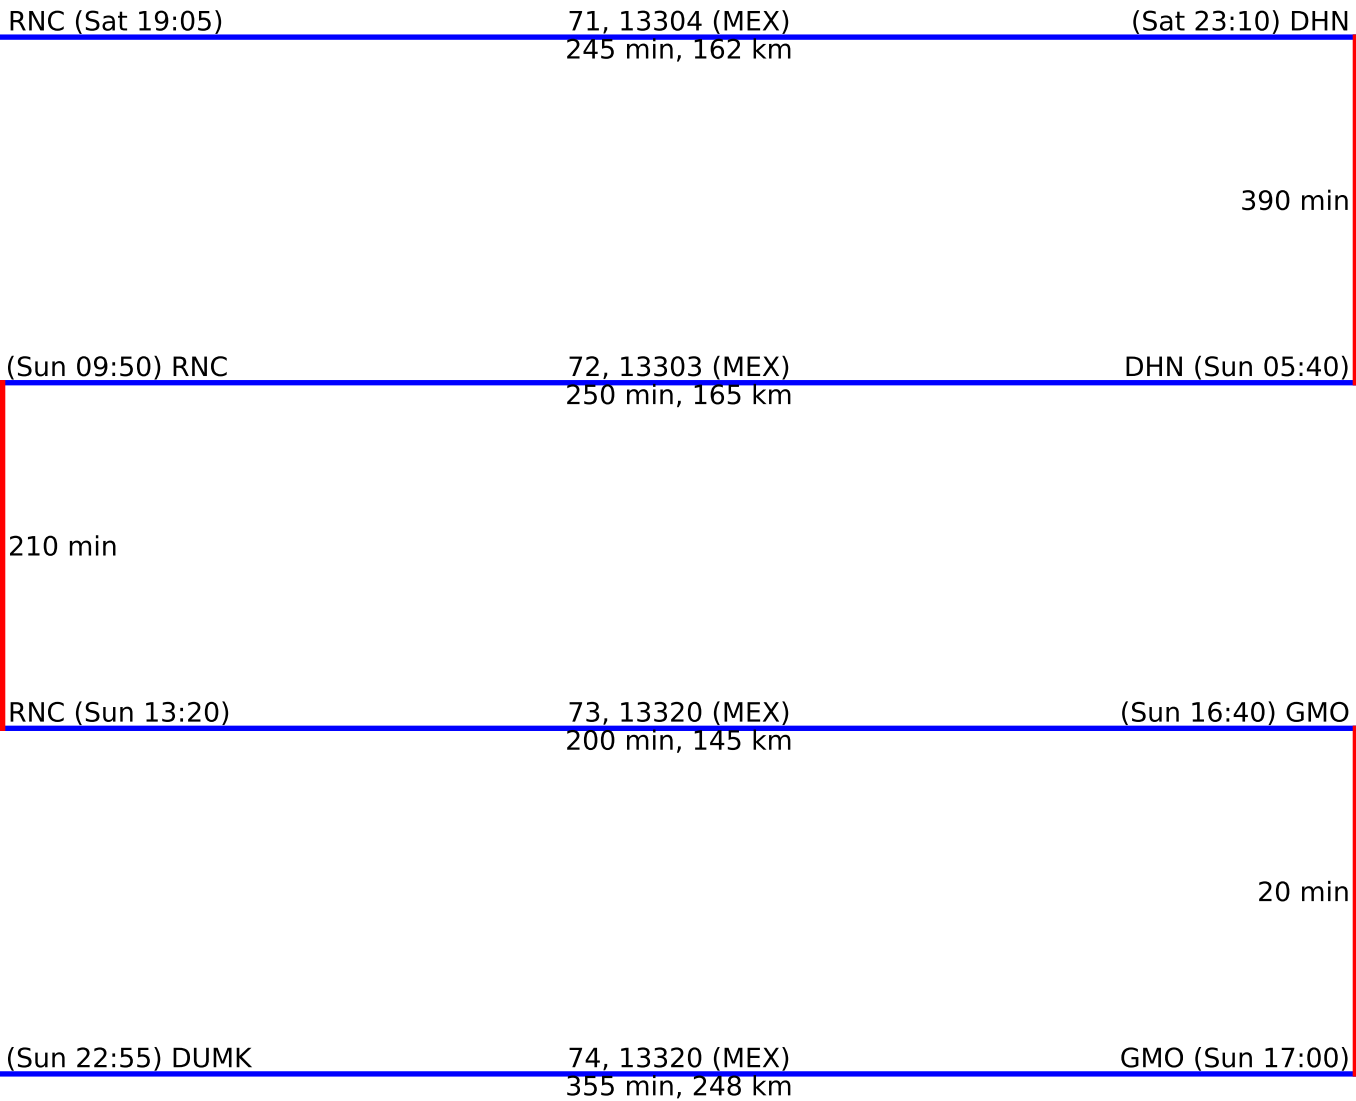 RNC (Sat 19:05) 71, 13304 (MEX) (Sat 23:10) DHN
245 min, 162 km
390 min
(Sun 09:50) RNC 72, 13303 (MEX) DHN (Sun 05:40)
250 min, 165 km
210 min
RNC (Sun 13:20) 73, 13320 (MEX) (Sun 16:40) GMO
200 min, 145 km
20 min
(Sun 22:55) DUMK 74, 13320 (MEX) GMO (Sun 17:00)
355 min, 248 km